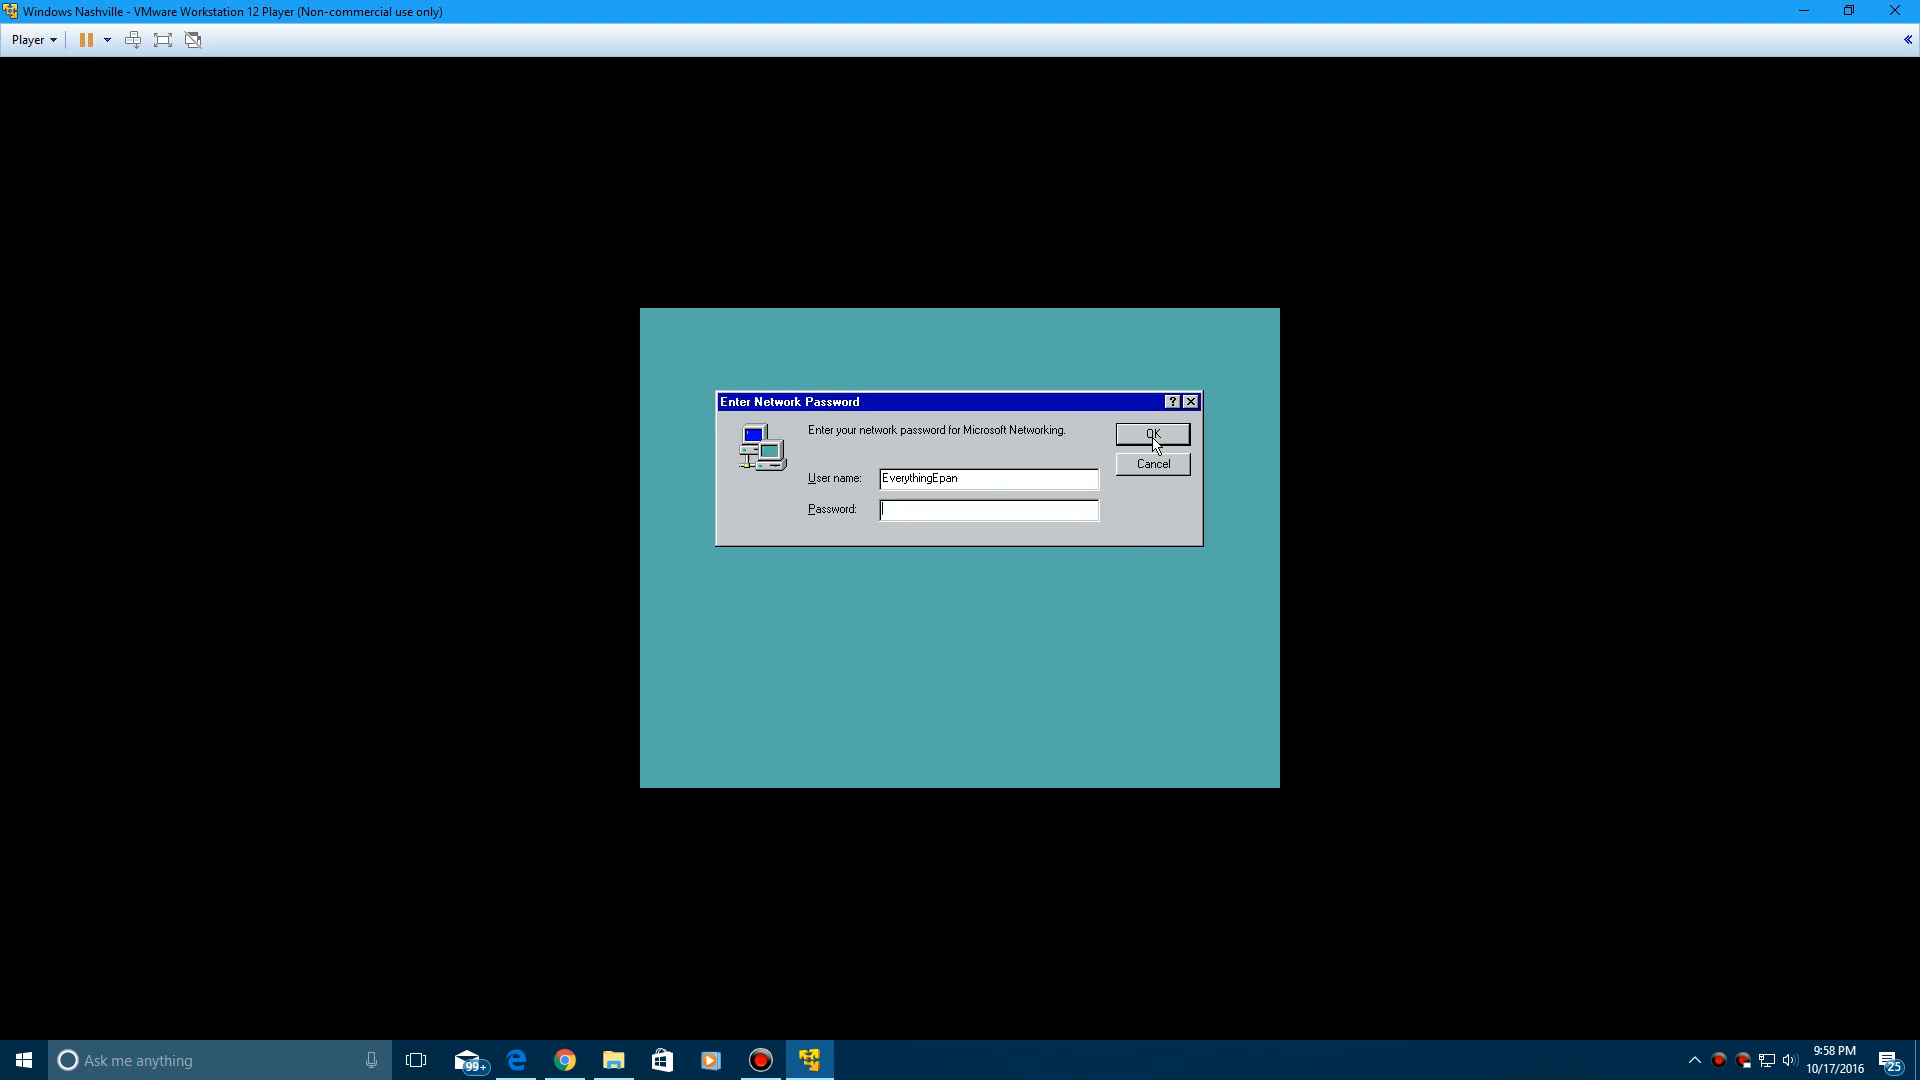 Windows Nashville - VMware Workstation 12 Player (Non-commercial use only)
Player
Enter Network Password
Enter your network password for Microsoft Networking.
OK
Cancel
User name:
EverythingEpan
Password:
Ask me anything
99+
9:58 PM
10/17/2016
25